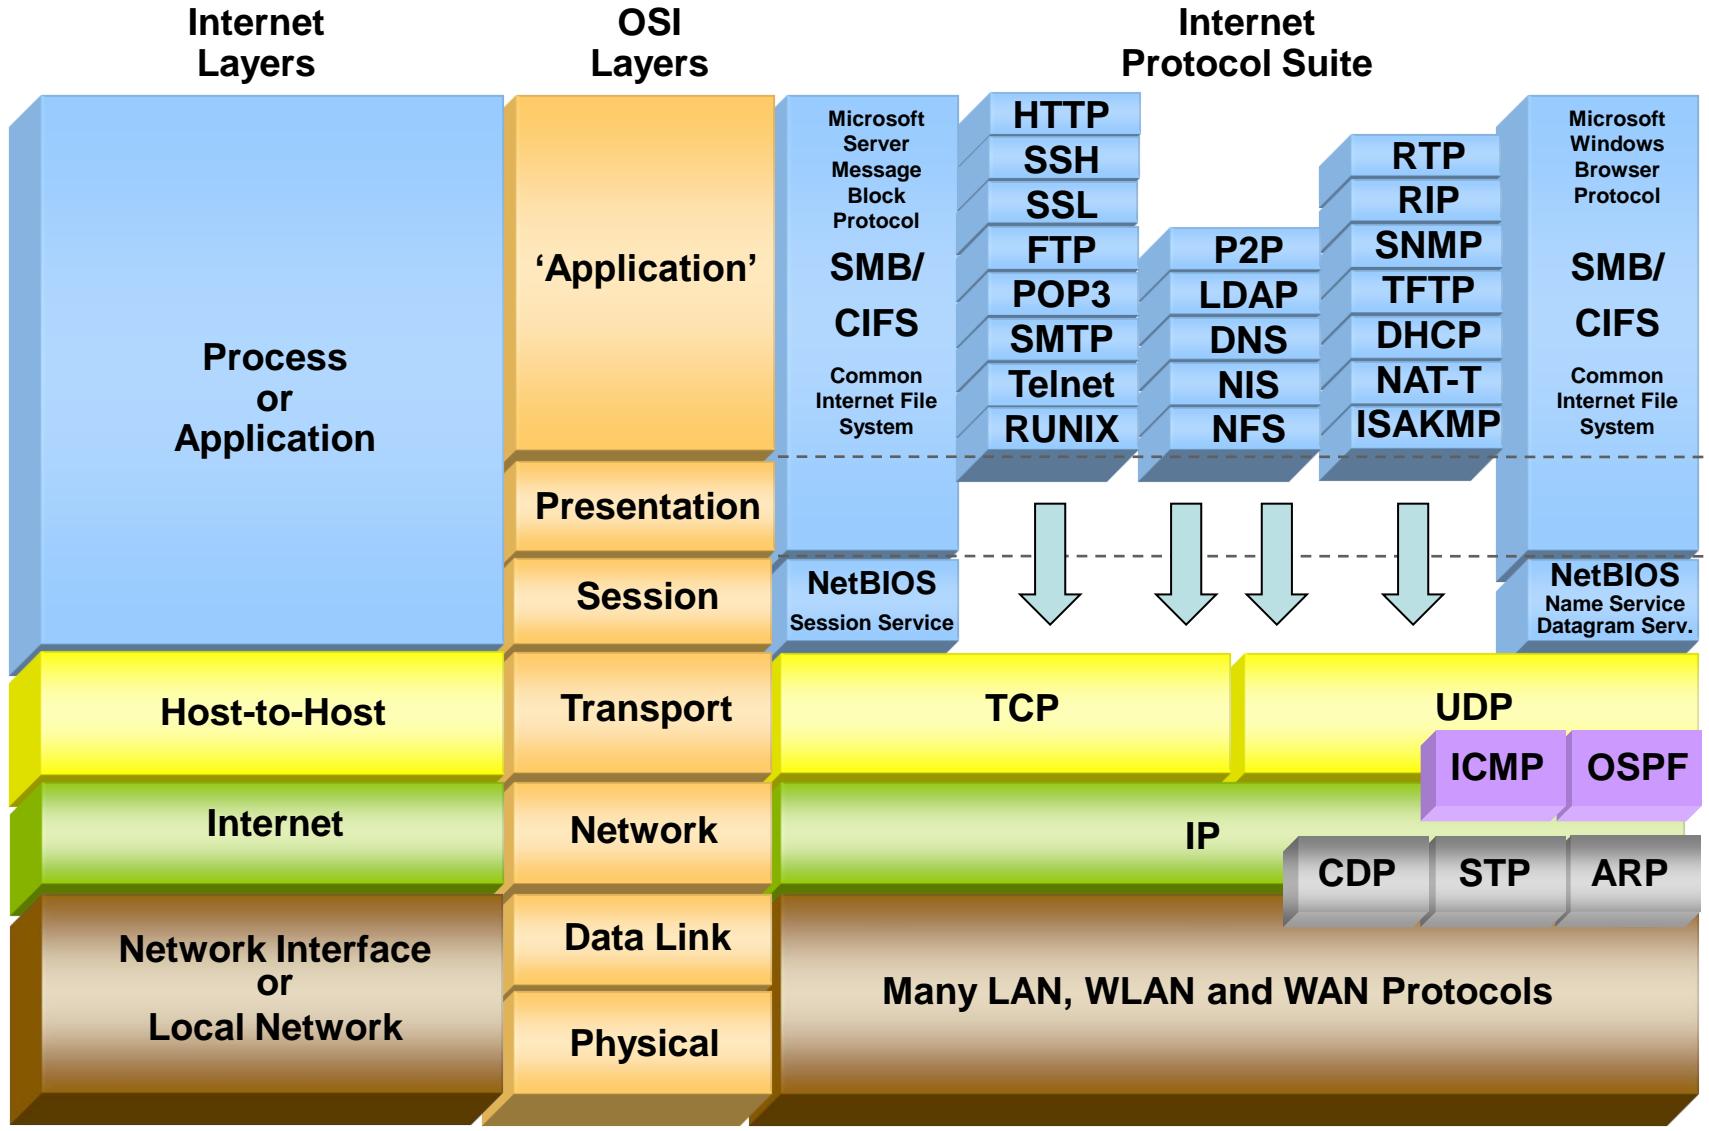 Internet
Layers
OSI
Layers
Internet
Protocol Suite
Process
or
Application
Host-to-Host
Internet
Network Interface
or
Local Network
‘Application’
Presentation
Session
Transport
Network
Data Link
Physical
Microsoft
Server
Message
Block
Protocol
SMB/
CIFS
Common
Internet File
System
NetBIOS
Session Service
HTTP
SSH
SSL
FTP
POP3
SMTP
Telnet
RUNIX
P2P
LDAP
DNS
NIS
NFS
RTP
RIP
SNMP
TFTP
DHCP
NAT-T
ISAKMP
Microsoft
Windows
Browser
Protocol
SMB/
CIFS
Common
Internet File
System
NetBIOS
Name Service
Datagram Serv.
TCP
UDP
ICMP
OSPF
IP
CDP
STP
ARP
Many LAN, WLAN and WAN Protocols